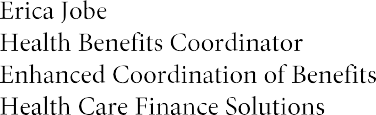 Erica Jobe
Health Benefits Coordinator
Enhanced Coordination of Benefits
Health Care Finance Solutions